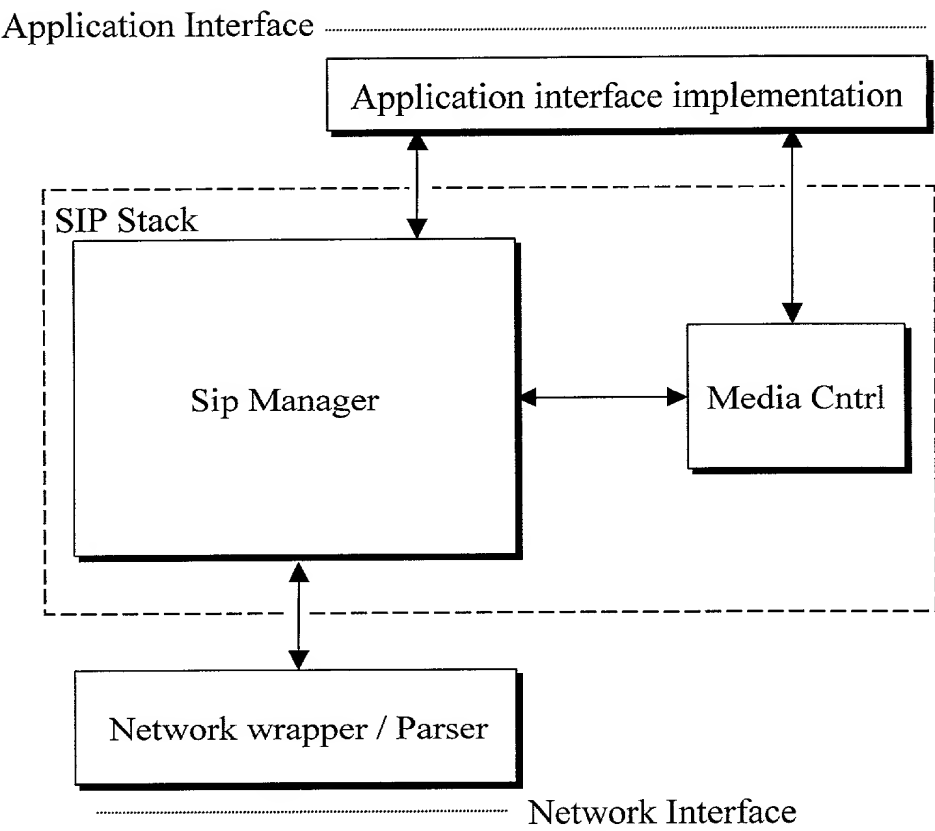 Application Interface
Application interface implementation
SIP Stack
Sip Manager
Media Cntrl
Network wrapper / Parser
Network Interface